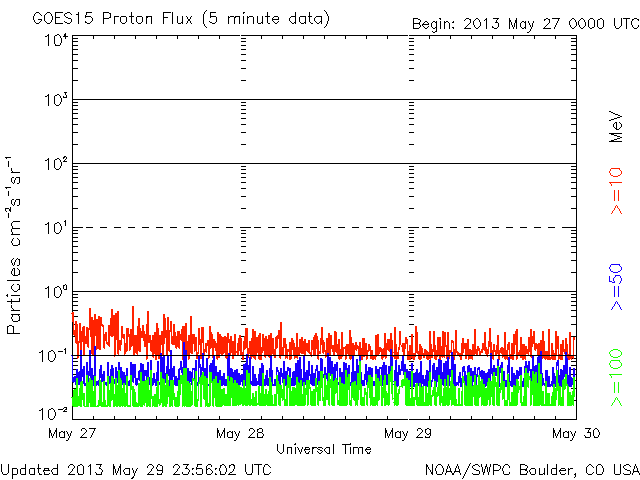 GOES15 Proton Flux (5 minute data)
Begin: 2013 May 27 0000 UTC
10⁴
10³
10²
10¹
10⁰
10⁻¹
10⁻²
Particles cm⁻²s⁻¹sr⁻¹
MeV
>=10
>=50
>=100
May 27
May 28
May 29
May 30
Universal Time
Updated 2013 May 29 23:56:02 UTC
NOAA/SWPC Boulder, CO USA